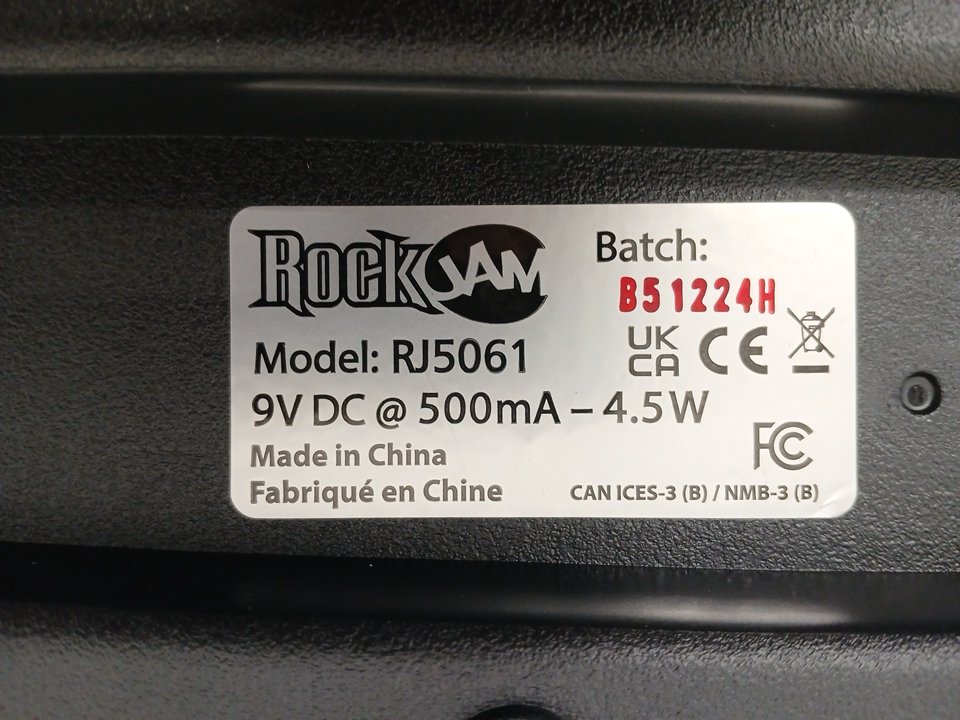 RockJAM
Batch:
B51224H
Model: RJ5061
UK
CA CE
9V DC @ 500mA – 4.5W
FC
Made in China
Fabriqué en Chine
CAN ICES-3 (B) / NMB-3 (B)